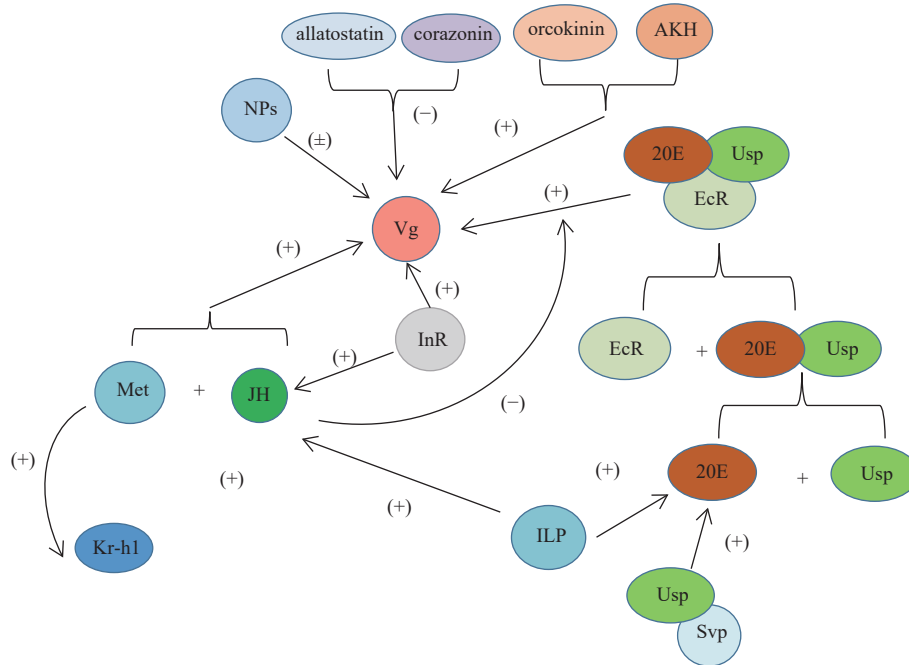 allatostatin
corazonin
orcokinin
AKH
NPs
(−)
(±)
(+)
20E
Usp
EcR
(+)
Vg
(+)
(+)
InR
EcR
+
20E
Usp
(+)
Met
+
JH
(−)
(+)
(+)
(+)
(+)
20E
+
Usp
ILP
Kr-h1
(+)
Usp
Svp